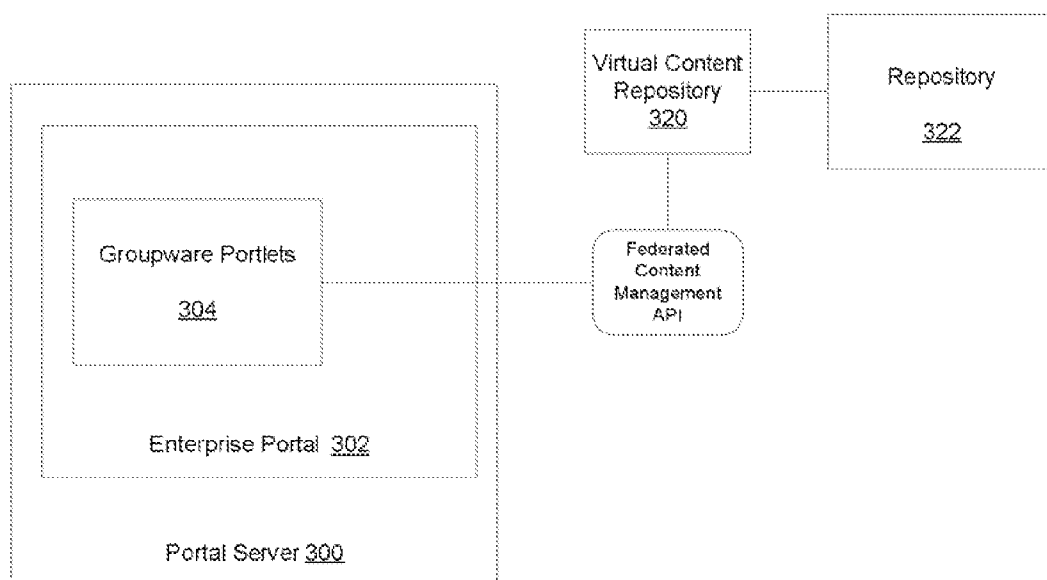 Virtual Content
Repository
320
Repository
322
Groupware Portlets
304
Federated
Content
Management
API
Enterprise Portal 302
Portal Server 300